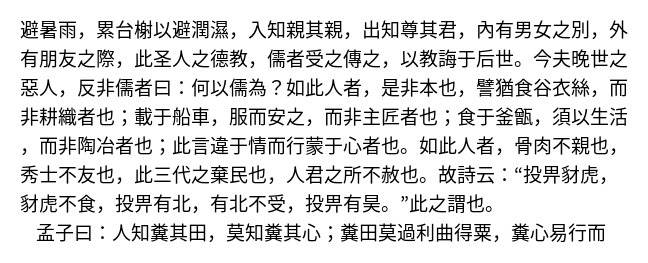 避暑雨，累台榭以避潤濕，入知親其親，出知尊其君，內有男女之別，外
有朋友之際，此圣人之德教，儒者受之傳之，以教誨于后世。今夫晚世之
惡人，反非儒者曰：何以儒為？如此人者，是非本也，譬猶食谷衣絲，而
非耕織者也；載于船車，服而安之，而非主匠者也；食于釜甑，須以生活
，而非陶冶者也；此言違于情而行蒙于心者也。如此人者，骨肉不親也，
秀士不友也，此三代之棄民也，人君之所不赦也。故詩云：“投畀豺虎，
豺虎不食，投畀有北，有北不受，投畀有昊。”此之謂也。
孟子曰：人知糞其田，莫知糞其心；糞田莫過利曲得粟，糞心易行而